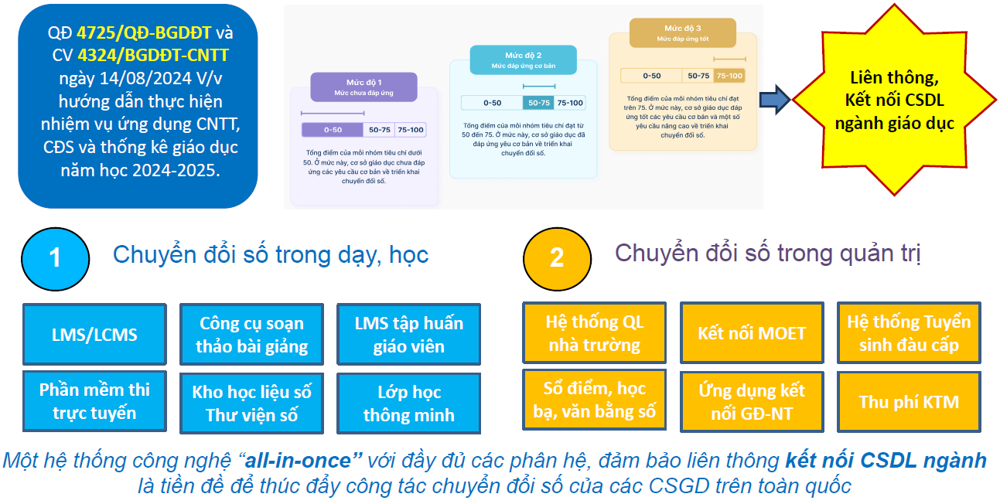 QĐ 4725/QĐ-BGDĐT và
CV 4324/BGDĐT-CNTT
ngày 14/08/2024 V/v
hướng dẫn thực hiện
nhiệm vụ ứng dụng CNTT,
CĐS và thống kê giáo dục
năm học 2024-2025.
Mức độ 1
Mức chưa đáp ứng
0-50 50-75 75-100
Tổng điểm của mỗi nhóm tiêu chí dưới
50. Ở mức này, cơ sở giáo dục chưa đáp
ứng các yêu cầu cơ bản về triển khai
chuyển đổi số.
Mức độ 2
Mức đáp ứng cơ bản
0-50 50-75 75-100
Tổng điểm của mỗi nhóm tiêu chí đạt từ
50 đến 75. Ở mức này, cơ sở giáo dục đã
đáp ứng yêu cơ bản về triển khai
chuyển đổi số.
Mức độ 3
Mức đáp ứng tốt
0-50 50-75 75-100
Tổng điểm của mỗi nhóm tiêu chí đạt
trên 75. Ở mức này, cơ sở giáo dục đáp
ứng tốt các yêu cầu cơ bản và một số
yêu cầu nâng cao về triển khai
chuyển đổi số.
Liên thông,
Kết nối CSDL
ngành giáo dục
1 Chuyển đổi số trong dạy, học
LMS/LCMS
Công cụ soạn
thảo bài giảng
LMS tập huấn
giáo viên
Phần mềm thi
trực tuyến
Kho học liệu số
Thư viện số
Lớp học
thông minh
2 Chuyển đổi số trong quản trị
Hệ thống QL
nhà trường
Kết nối MOET
Hệ thống Tuyển
sinh đàu cấp
Sổ điểm, học
bạ, văn bằng số
Ứng dụng kết
nối GĐ-NT
Thu phí KTM
Một hệ thống công nghệ “all-in-once” với đầy đủ các phân hệ, đảm bảo liên thông kết nối CSDL ngành
là tiền đề để thúc đẩy công tác chuyển đổi số của các CSGD trên toàn quốc